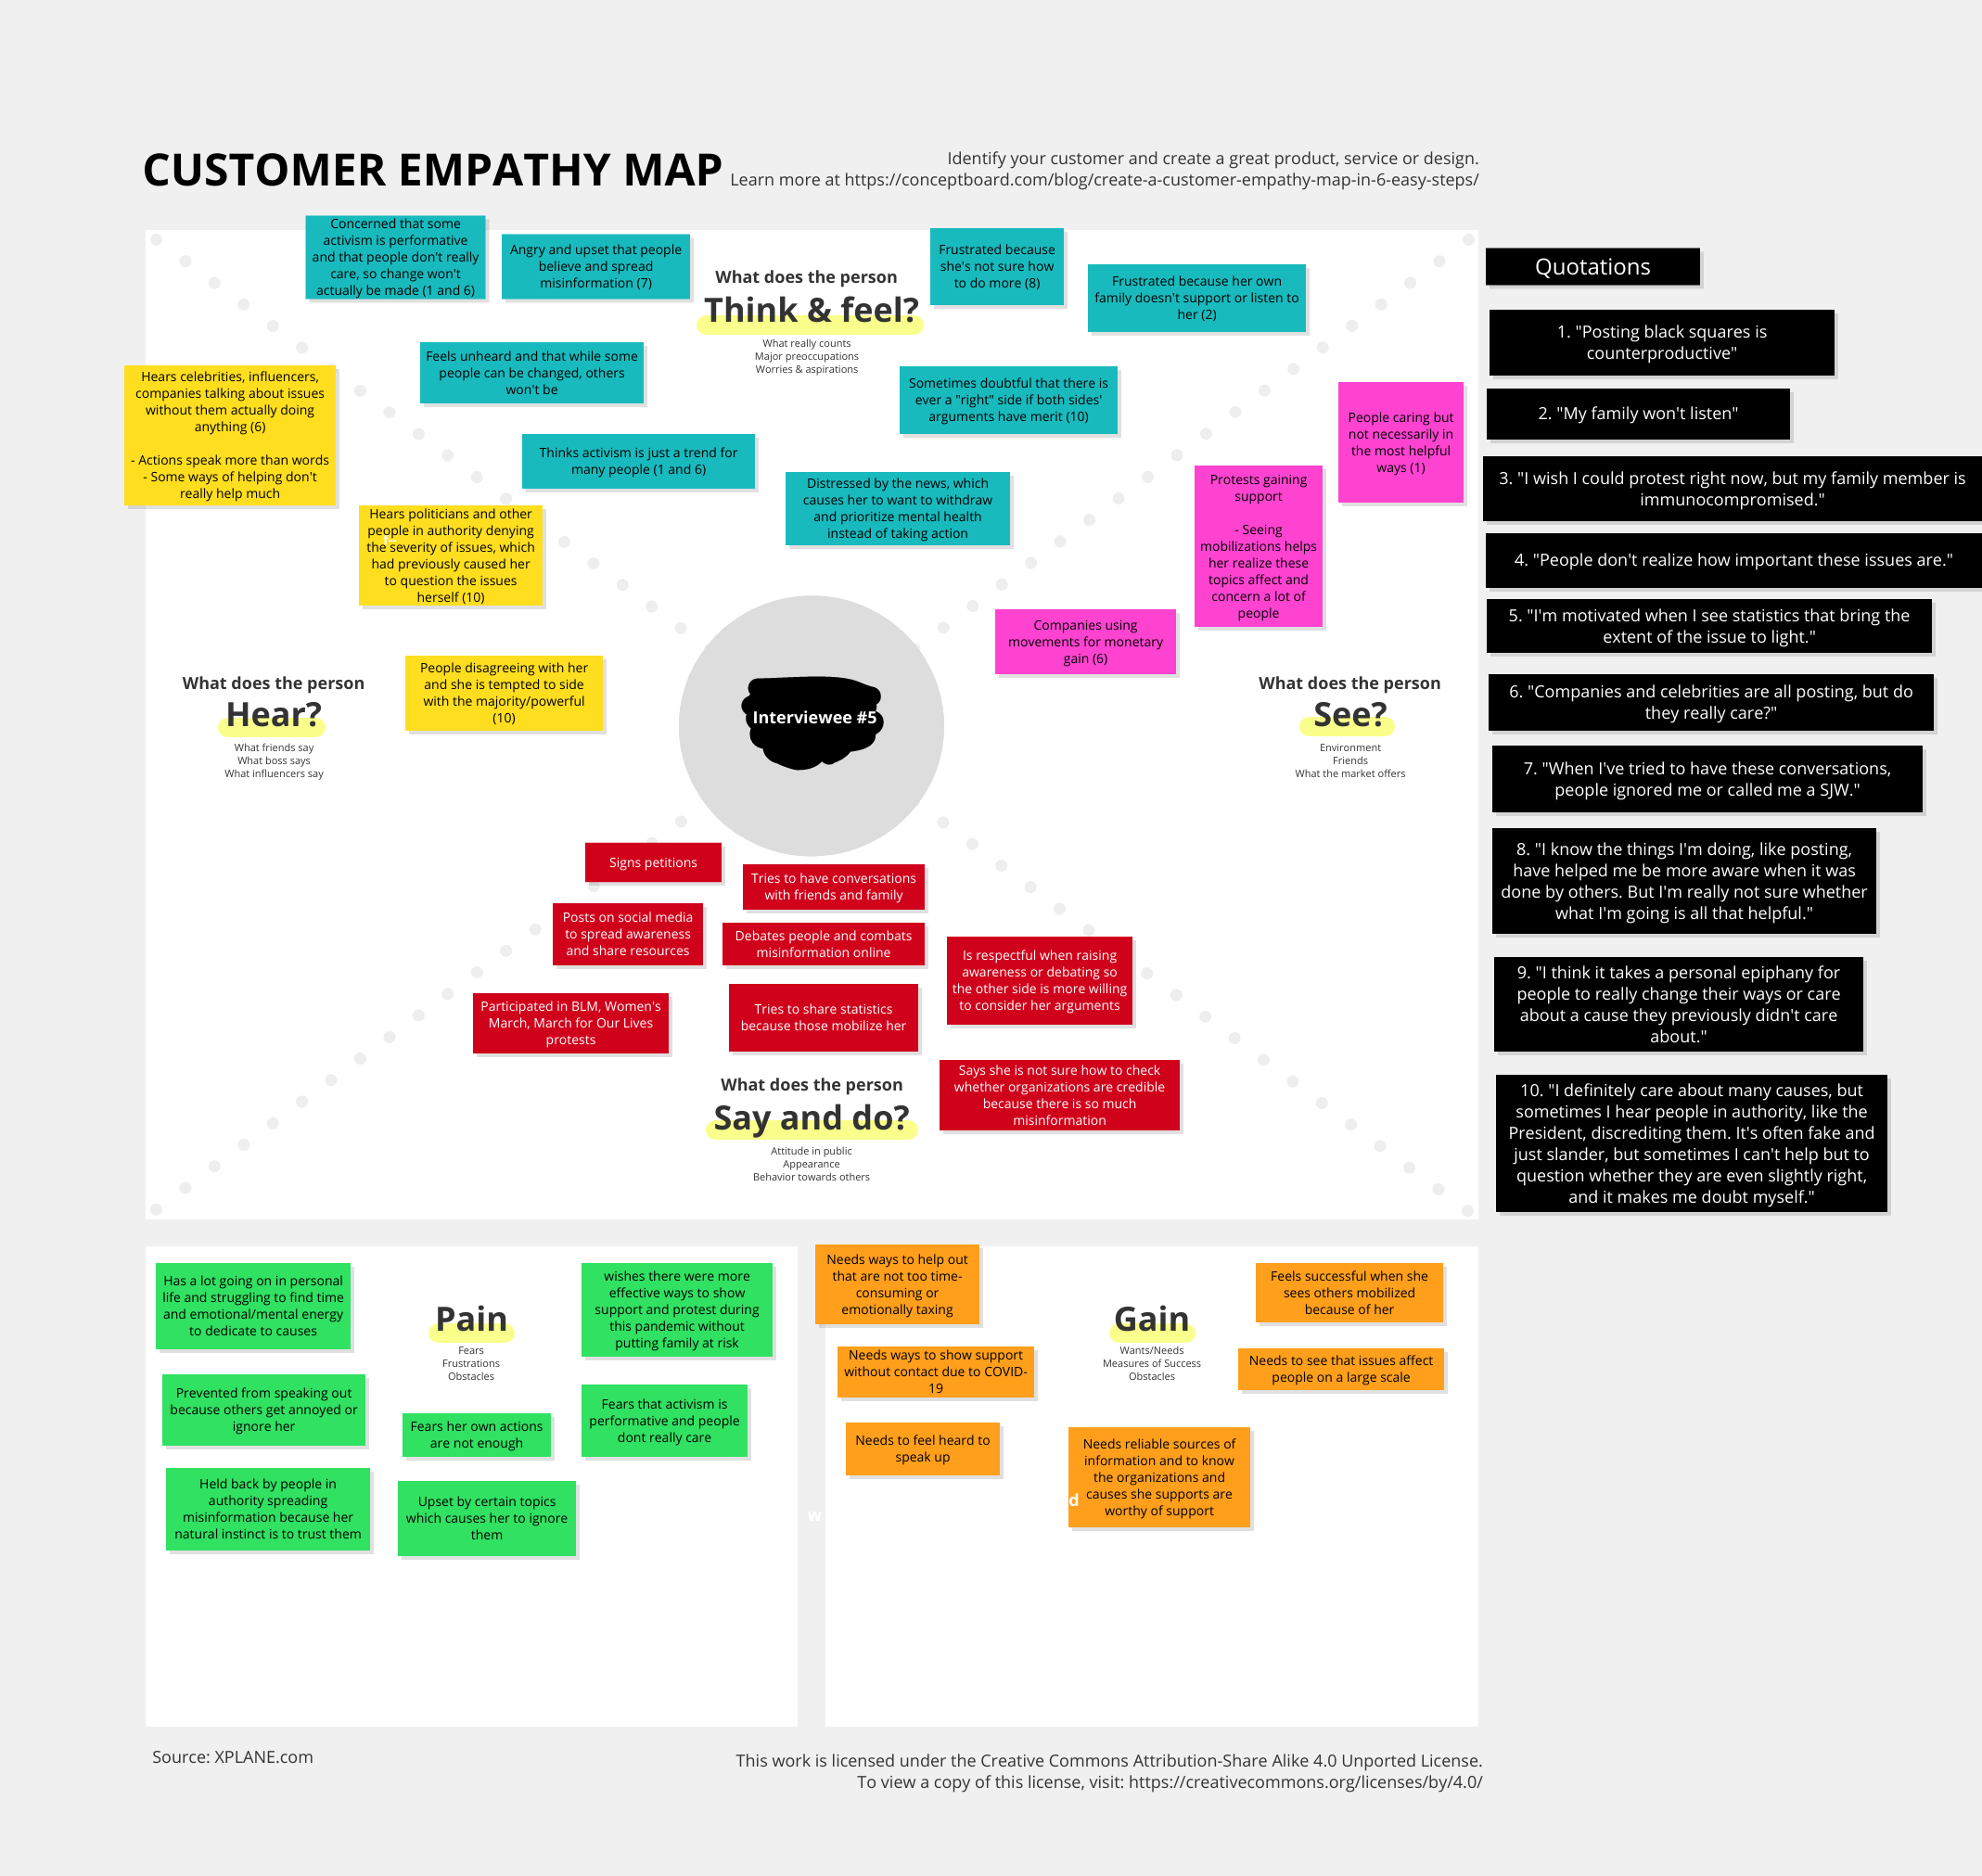 CUSTOMER EMPATHY MAP
Identify your customer and create a great product, service or design.
Learn more at https://conceptboard.com/blog/create-a-customer-empathy-map-in-6-easy-steps/
Concerned that some
activism is performative
and that people don't really
care, so change won't
actually be made (1 and 6)
Angry and upset that people
believe and spread
misinformation (7)
What does the person
Think & feel?
What really counts
Major preoccupations
Worries & aspirations
Frustrated because
she's not sure how
to do more (8)
Frustrated because her own
family doesn't support or listen to
her (2)
Feels unheard and that while some
people can be changed, others
won't be
Sometimes doubtful that there is
ever a "right" side if both sides'
arguments have merit (10)
Thinks activism is just a trend for
many people (1 and 6)
Distressed by the news, which
causes her to want to withdraw
and prioritize mental health
instead of taking action
Hears celebrities, influencers,
companies talking about issues
without them actually doing
anything (6)
- Actions speak more than words
- Some ways of helping don't
really help much
Hears politicians and other
people in authority denying
the severity of issues, which
had previously caused her
to question the issues
herself (10)
People disagreeing with her
and she is tempted to side
with the majority/powerful
(10)
What does the person
Hear?
What friends say
What boss says
What influencers say
Interviewee #5
People caring but
not necessarily in
the most helpful
ways (1)
Protests gaining
support
- Seeing
mobilizations helps
her realize these
topics affect and
concern a lot of
people
Companies using
movements for monetary
gain (6)
What does the person
See?
Environment
Friends
What the market offers
Signs petitions
Tries to have conversations
with friends and family
Posts on social media
to spread awareness
and share resources
Debates people and combats
misinformation online
Is respectful when raising
awareness or debating so
the other side is more willing
to consider her arguments
Participated in BLM, Women's
March, March for Our Lives
protests
Tries to share statistics
because those mobilize her
Says she is not sure how to check
whether organizations are credible
because there is so much
misinformation
What does the person
Say and do?
Attitude in public
Appearance
Behavior towards others
Quotations
1. "Posting black squares is
counterproductive"
2. "My family won't listen"
3. "I wish I could protest right now, but my family member is
immunocompromised."
4. "People don't realize how important these issues are."
5. "I'm motivated when I see statistics that bring the
extent of the issue to light."
6. "Companies and celebrities are all posting, but do
they really care?"
7. "When I've tried to have these conversations,
people ignored me or called me a SJW."
8. "I know the things I'm doing, like posting,
have helped me be more aware when it was
done by others. But I'm really not sure whether
what I'm going is all that helpful."
9. "I think it takes a personal epiphany for
people to really change their ways or care
about a cause they previously didn't care
about."
10. "I definitely care about many causes, but
sometimes I hear people in authority, like the
President, discrediting them. It's often fake and
just slander, but sometimes I can't help but to
question whether they are even slightly right,
and it makes me doubt myself."
Has a lot going on in personal
life and struggling to find time
and emotional/mental energy
to dedicate to causes
Pain
Fears
Frustrations
Obstacles
wishes there were more
effective ways to show
support and protest during
this pandemic without
putting family at risk
Prevented from speaking out
because others get annoyed or
ignore her
Fears her own actions
are not enough
Fears that activism is
performative and people
dont really care
Held back by people in
authority spreading
misinformation because her
natural instinct is to trust them
Upset by certain topics
which causes her to ignore
them
w
Needs ways to help out
that are not too time-
consuming or
emotionally taxing
Gain
Wants/Needs
Measures of Success
Obstacles
Feels successful when she
sees others mobilized
because of her
Needs ways to show support
without contact due to COVID-
19
Needs to see that issues affect
people on a large scale
Needs to feel heard to
speak up
Needs reliable sources of
information and to know
the organizations and
causes she supports are
worthy of support
d
Source: XPLANE.com
This work is licensed under the Creative Commons Attribution-Share Alike 4.0 Unported License.
To view a copy of this license, visit: https://creativecommons.org/licenses/by/4.0/